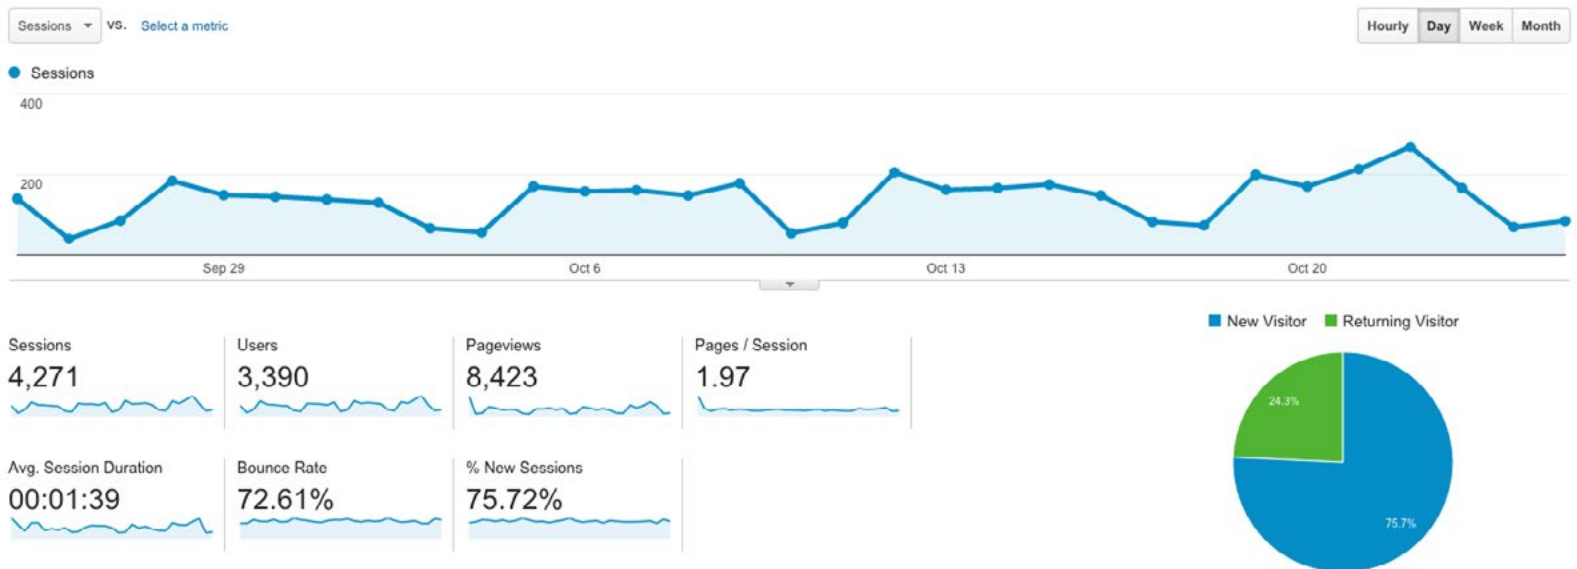 Sessions vs. Select a metric
Hourly Day Week Month
Sessions
400
200
Sep 29 Oct 6 Oct 13 Oct 20
New Visitor Returning Visitor
Sessions Users Pageviews Pages / Session
4,271 3,390 8,423 1.97
24.3%
Avg. Session Duration Bounce Rate % New Sessions
00:01:39 72.61% 75.72%
75.7%